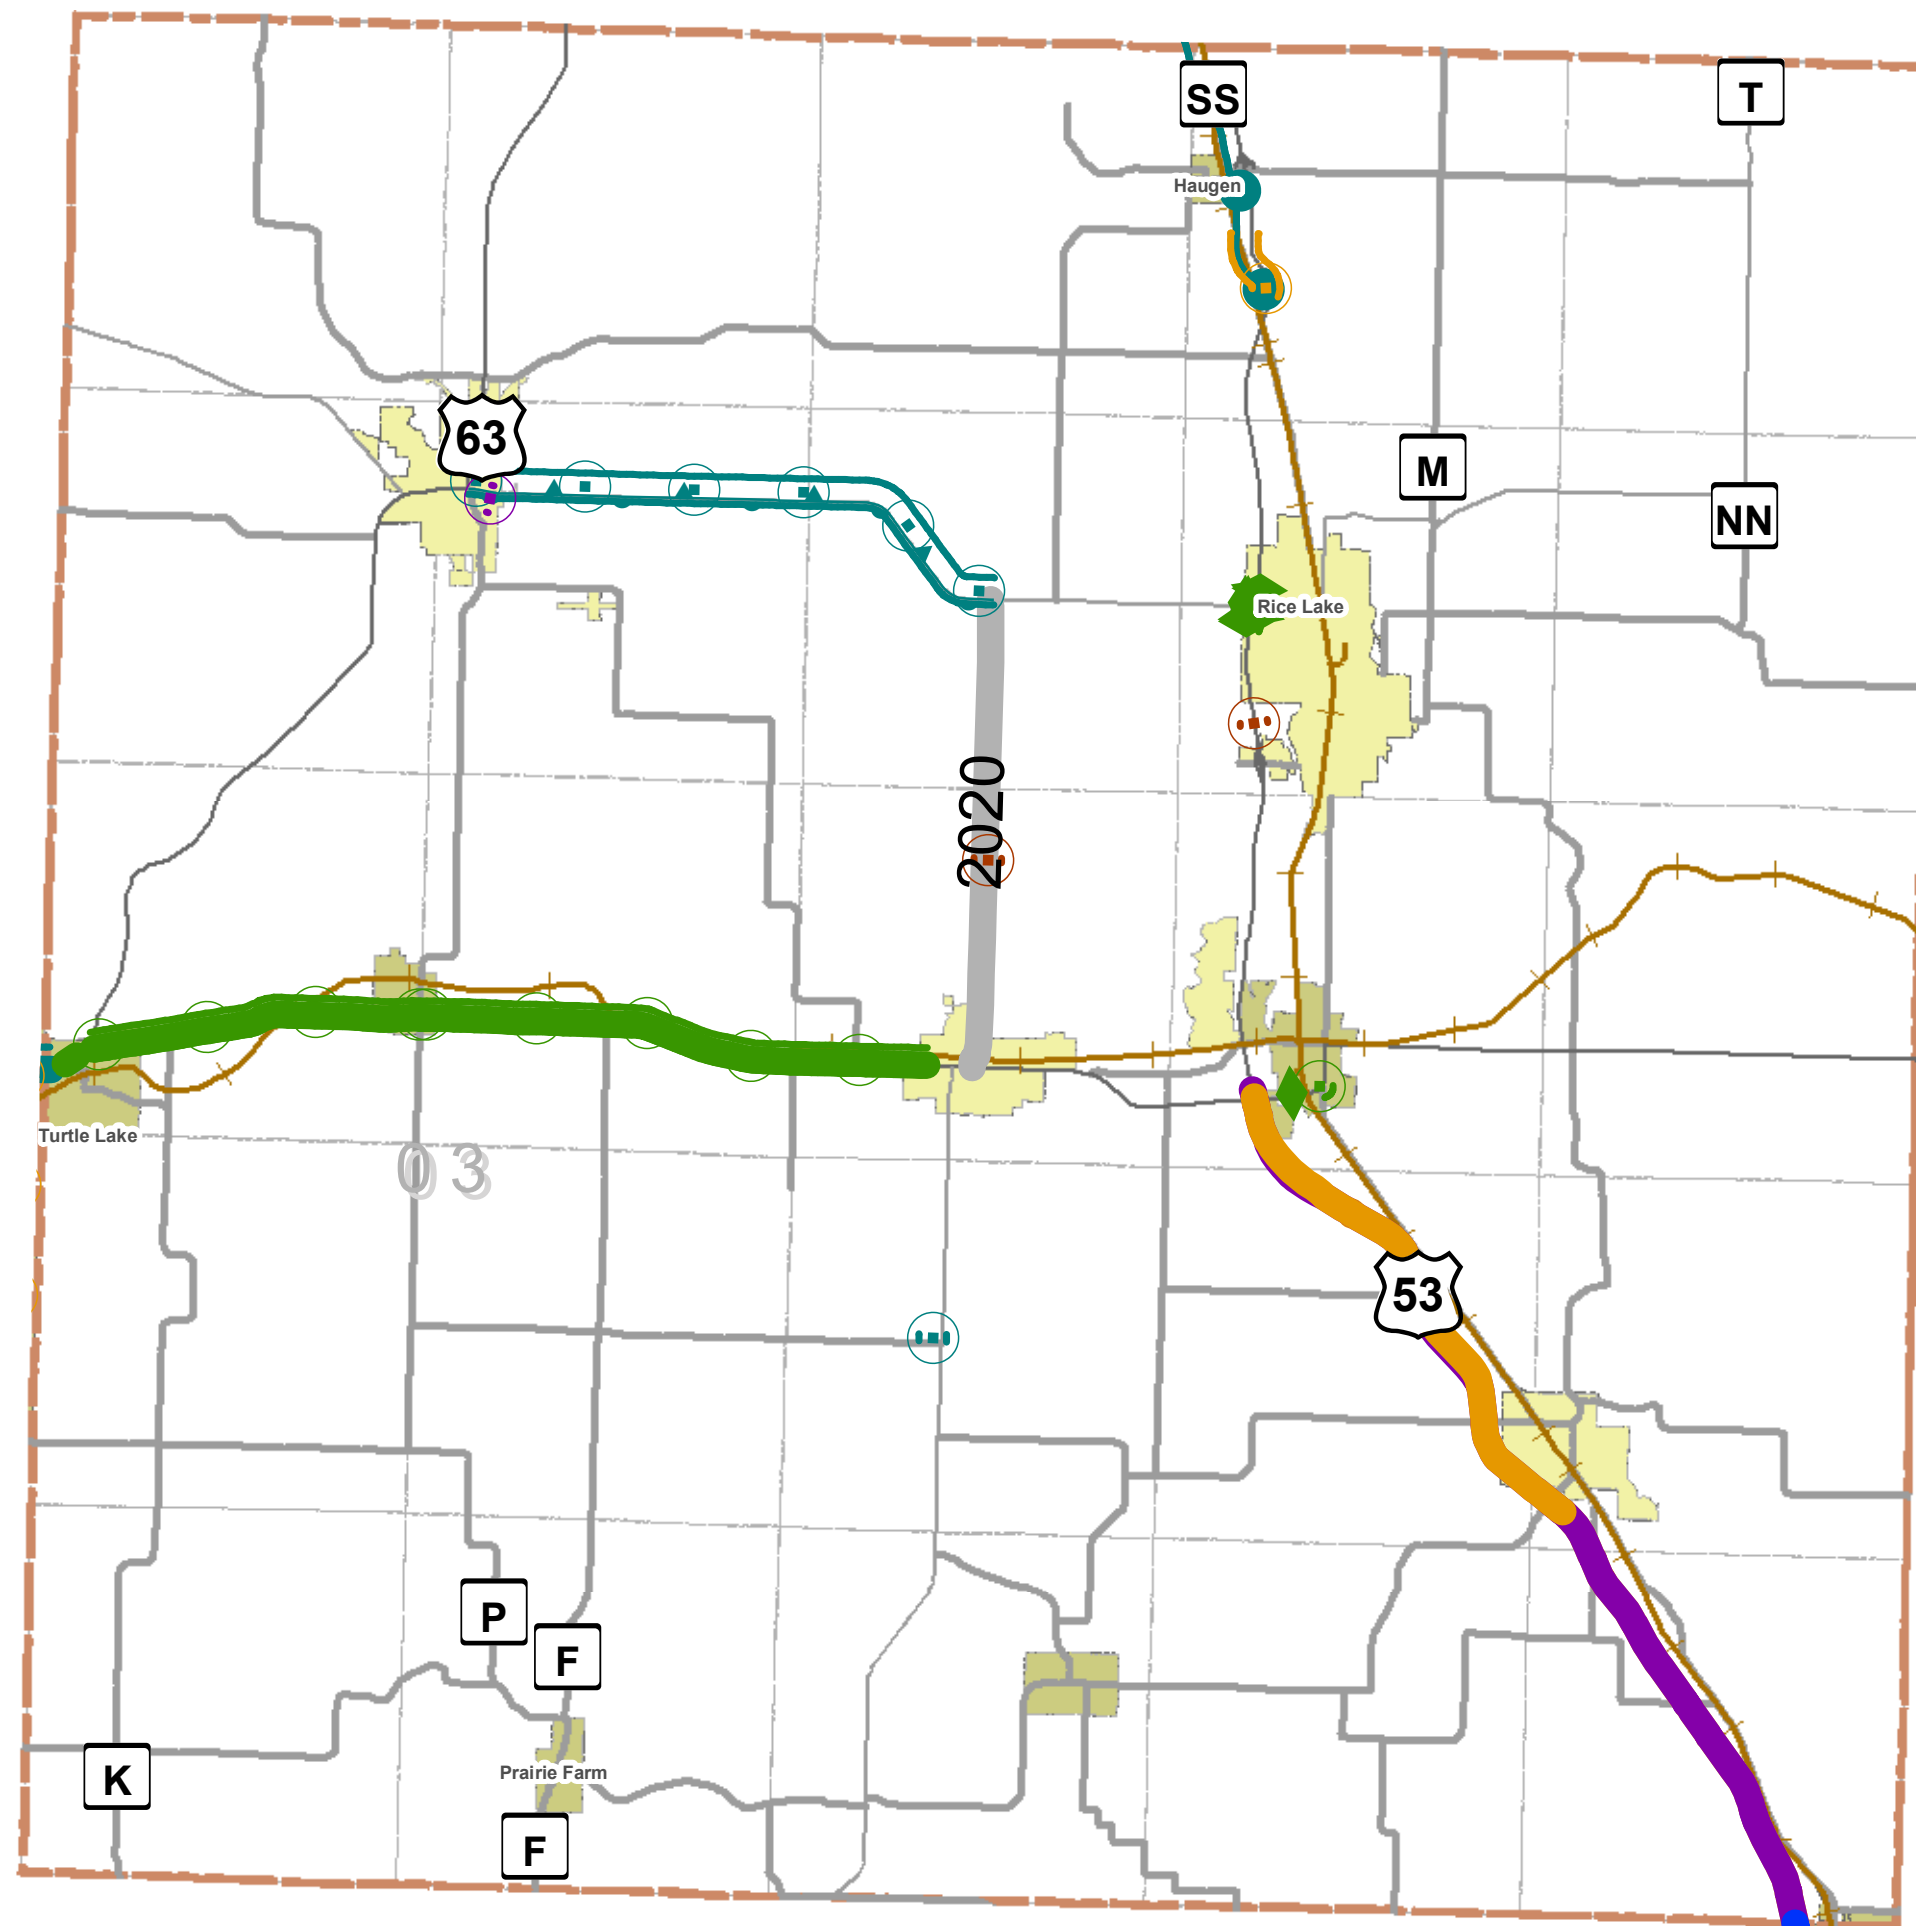 SS
T
Haugen
63
M
NN
Rice Lake
2020
Turtle Lake
03
53
P
F
K
Prairie Farm
F